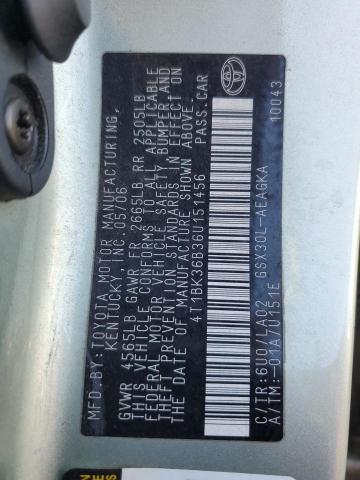 MFD.BY:TOYOTA MOTOR MANUFACTURING,
KENTUCKY, INC.05/06
GVWR 4565LB GAWR FR 2665LB RR 2505LB
THIS VEHICLE CONFORMS TO ALL APPLICABLE
FEDERAL MOTOR VEHICLE SAFETY BUMPER AND
THEFT PREVENTION STANDARDS IN EFFECT ON
THE DATE OF MANUFACTURE SHOWN ABOVE.
4T1BK36B36U151456 PASS.CAR
C/TR:6U0/LA02 GSX30L-AEAGKA
A/TM:-01A/U151E 10043